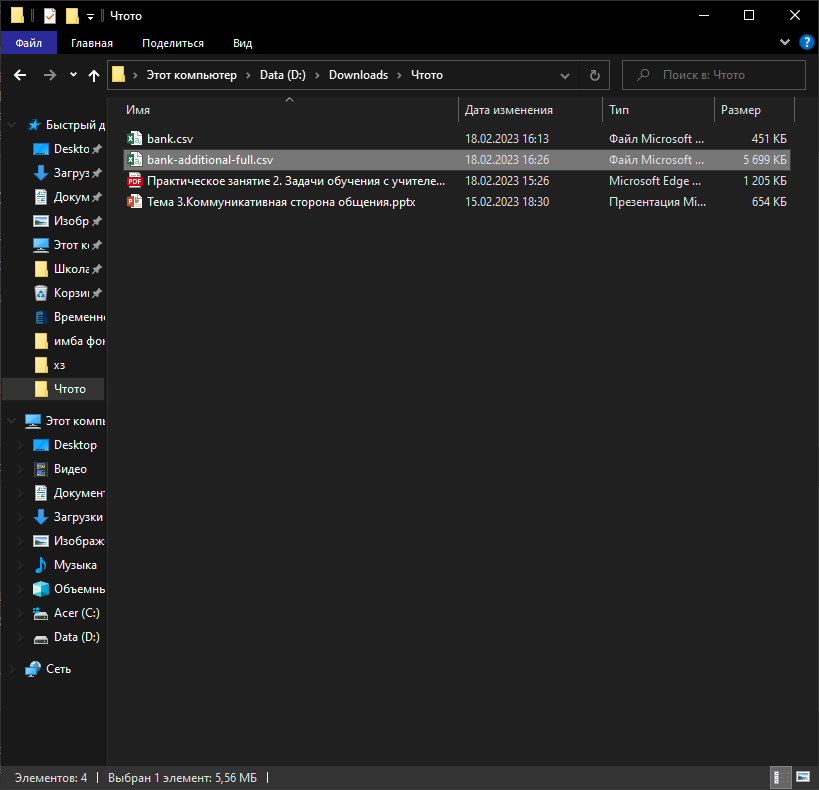 Чтото
Файл Главная Поделиться Вид
Этот компьютер Data (D:) Downloads Чтото
Поиск в: Чтото
Имя Дата изменения Тип Размер
bank.csv 18.02.2023 16:13 Файл Microsoft ... 451 КБ
bank-additional-full.csv 18.02.2023 16:26 Файл Microsoft ... 5 699 КБ
PDF Практическое занятие 2. Задачи обучения с учителе... 18.02.2023 15:26 Microsoft Edge ... 1 205 КБ
Тема 3.Коммуникативная сторона общения.pptx 15.02.2023 18:30 Презентация Mi... 654 КБ
Быстрый д
Deskto
Загруз
Докум
Изобр
Этот ко
Школа
Корзи
Временн
имба фон
хз
Чтото
Этот компь
Desktop
Видео
Документ
Загрузки
Изображ
Музыка
Объемны
Acer (C:)
Data (D:)
Сеть
Элементов: 4
Выбран 1 элемент: 5,56 МБ